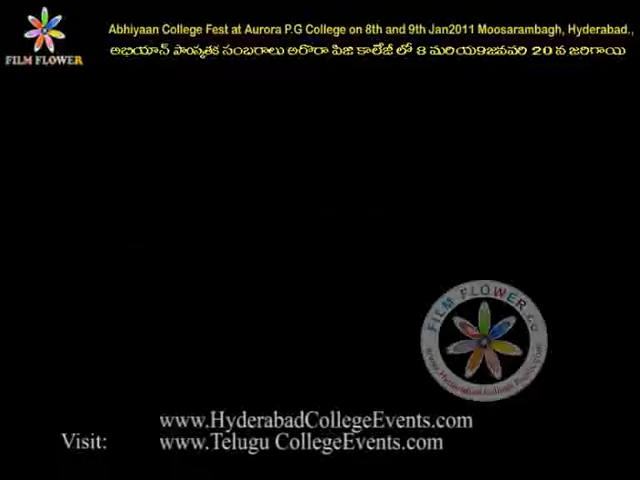 Abhiyaan College Fest at Aurora P.G College on 8th and 9th Jan2011 Moosarambagh, Hyderabad.,
అభియాన్ సాంస్కృతిక సంబరాలు అరొరా పిజి కాలేజీ లో 8 మరియు9జనవరి 20 న జరిగాయి
FILM FLOWER
FILM FLOWER.co
www.HyderabadCollegeEvents.com
Visit: www.Telugu CollegeEvents.com